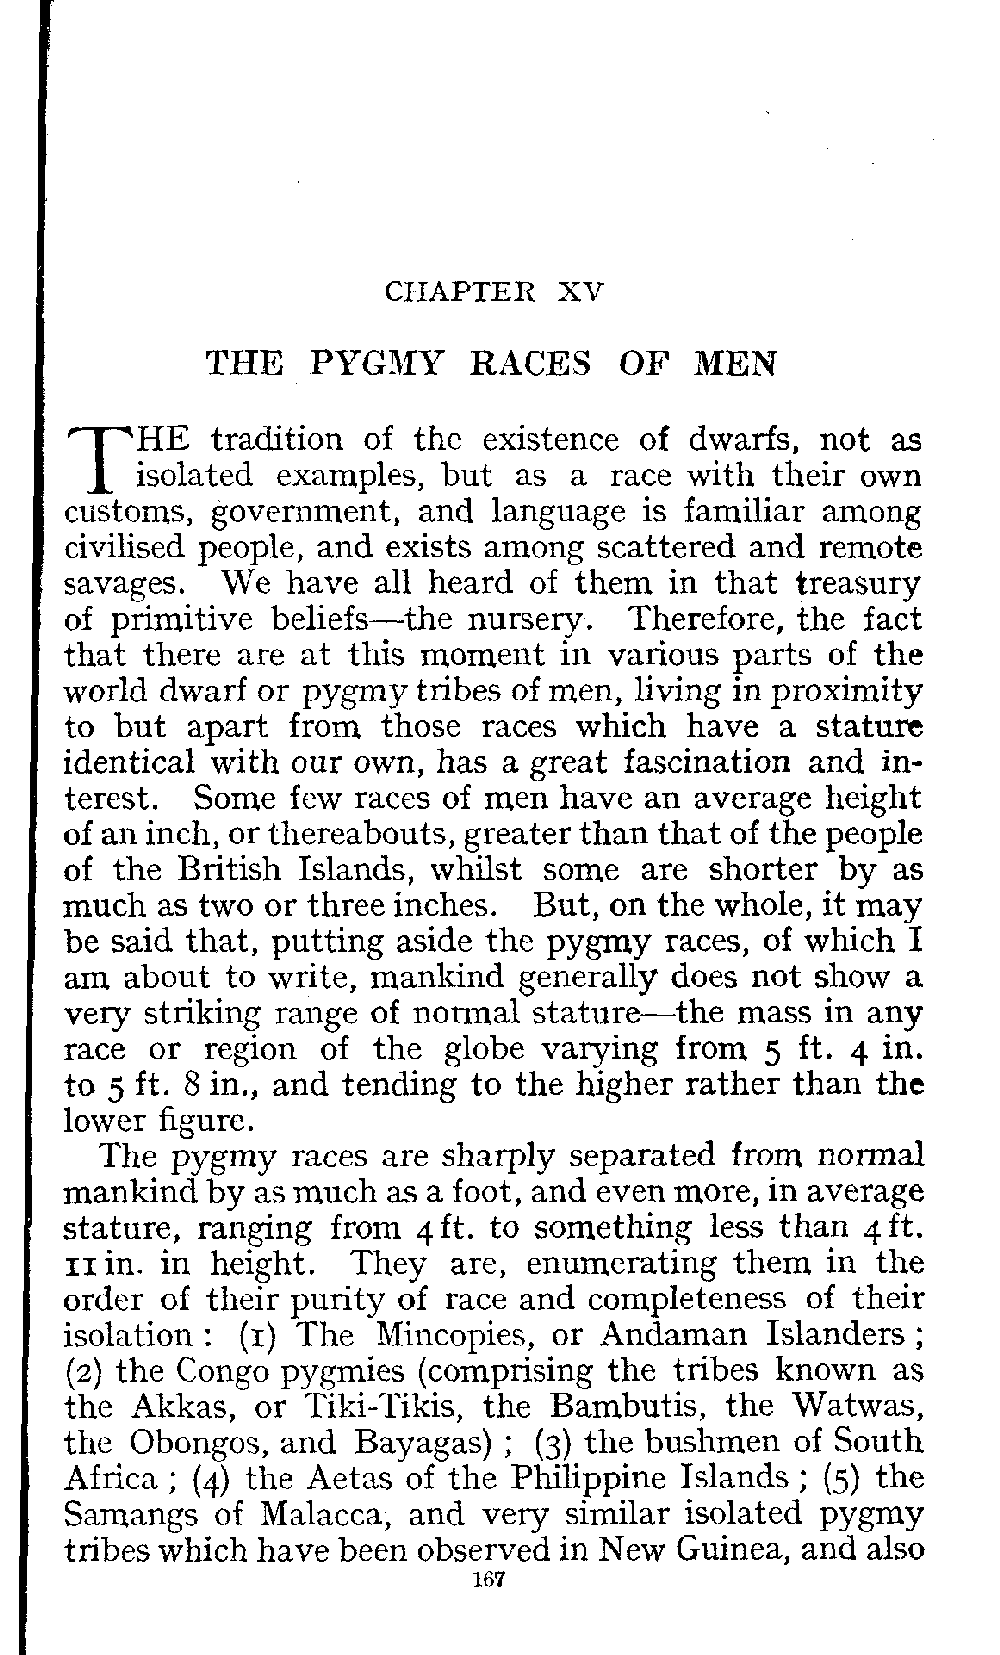 CHAPTER XV
THE PYGMY RACES OF MEN
THE tradition of the existence of dwarfs, not as
isolated examples, but as a race with their own
customs, government, and language is familiar among
civilised people, and exists among scattered and remote
savages. We have all heard of them in that treasury
of primitive beliefs—the nursery. Therefore, the fact
that there are at this moment in various parts of the
world dwarf or pygmy tribes of men, living in proximity
to but apart from those races which have a stature
identical with our own, has a great fascination and in-
terest. Some few races of men have an average height
of an inch, or thereabouts, greater than that of the people
of the British Islands, whilst some are shorter by as
much as two or three inches. But, on the whole, it may
be said that, putting aside the pygmy races, of which I
am about to write, mankind generally does not show a
very striking range of normal stature—the mass in any
race or region of the globe varying from 5 ft. 4 in.
to 5 ft. 8 in., and tending to the higher rather than the
lower figure.
The pygmy races are sharply separated from normal
mankind by as much as a foot, and even more, in average
stature, ranging from 4 ft. to something less than 4 ft.
11 in. in height. They are, enumerating them in the
order of their purity of race and completeness of their
isolation : (1) The Mincopies, or Andaman Islanders ;
(2) the Congo pygmies (comprising the tribes known as
the Akkas, or Tiki-Tikis, the Bambutis, the Watwas,
the Obongos, and Bayagas) ; (3) the bushmen of South
Africa ; (4) the Aetas of the Philippine Islands ; (5) the
Samangs of Malacca, and very similar isolated pygmy
tribes which have been observed in New Guinea, and also
167